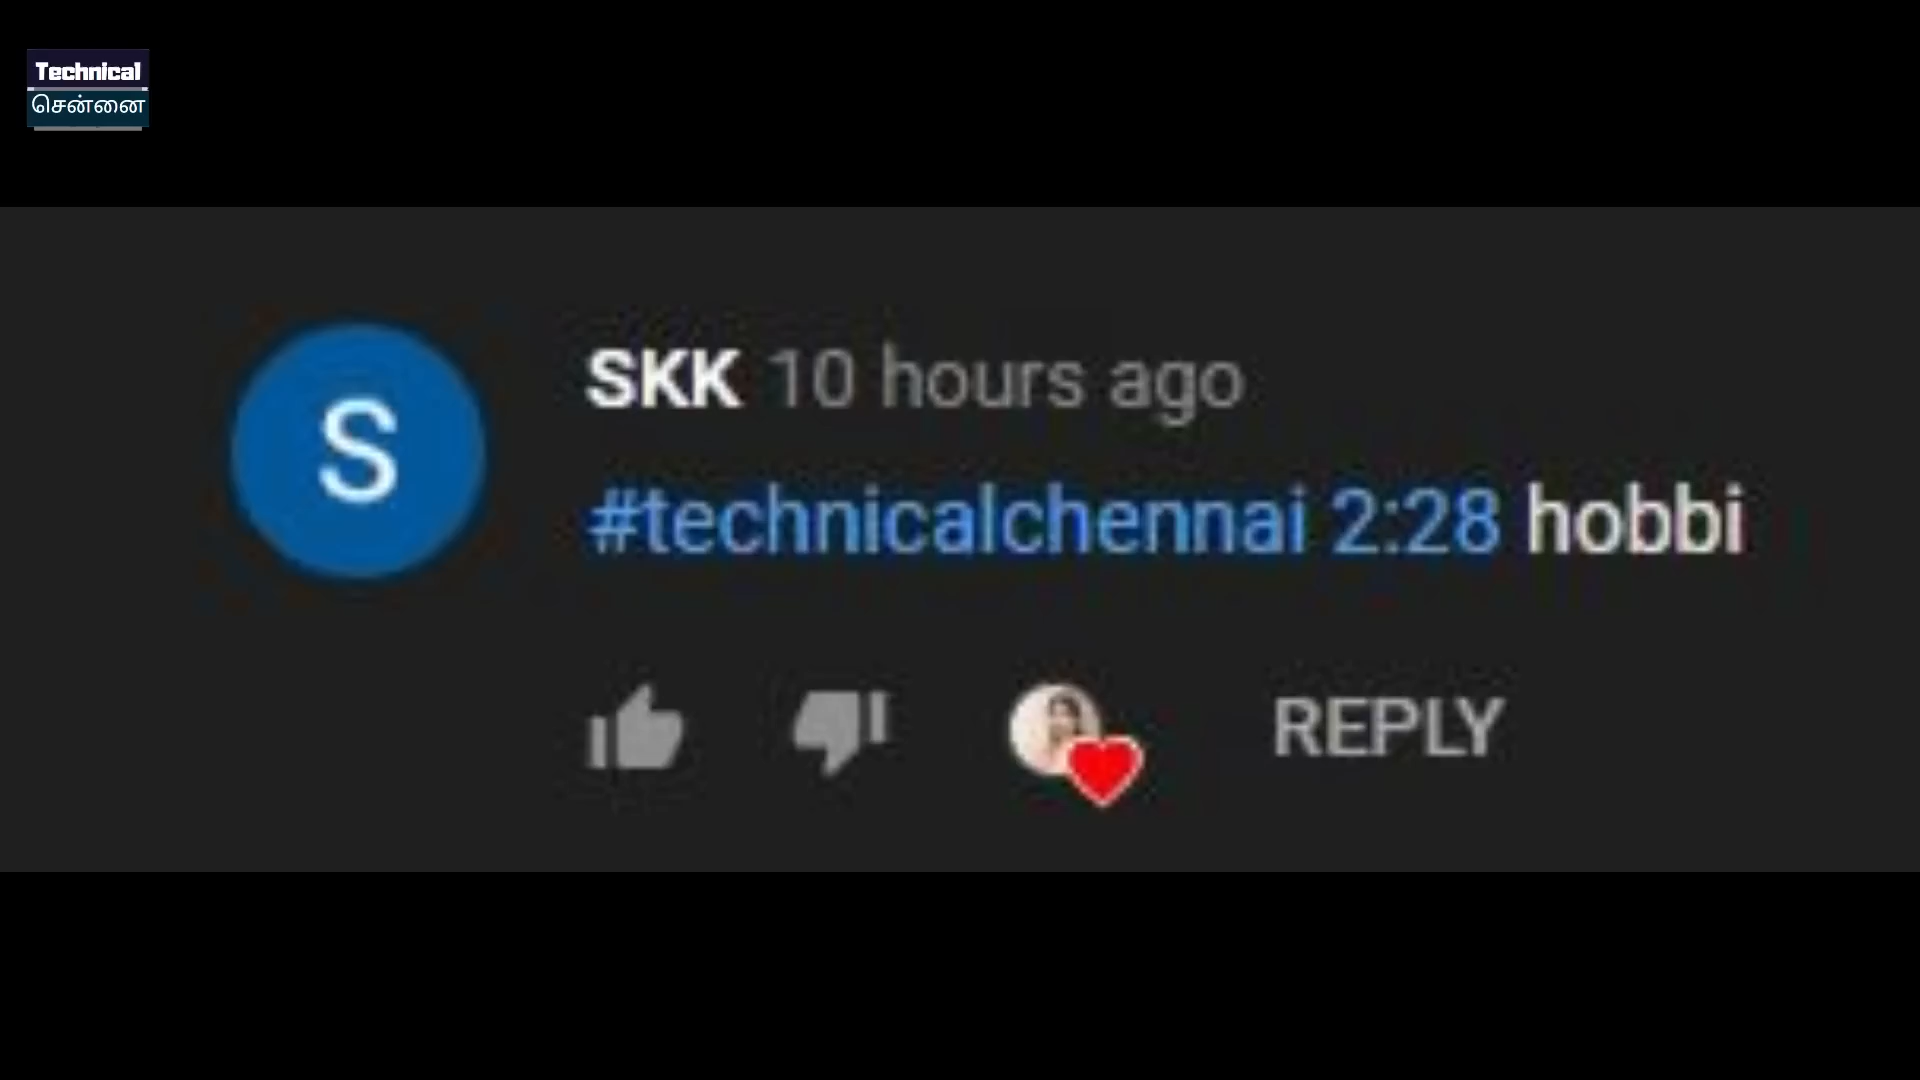 Technical
சென்னை
S
SKK 10 hours ago
#technicalchennai 2:28 hobbi
REPLY